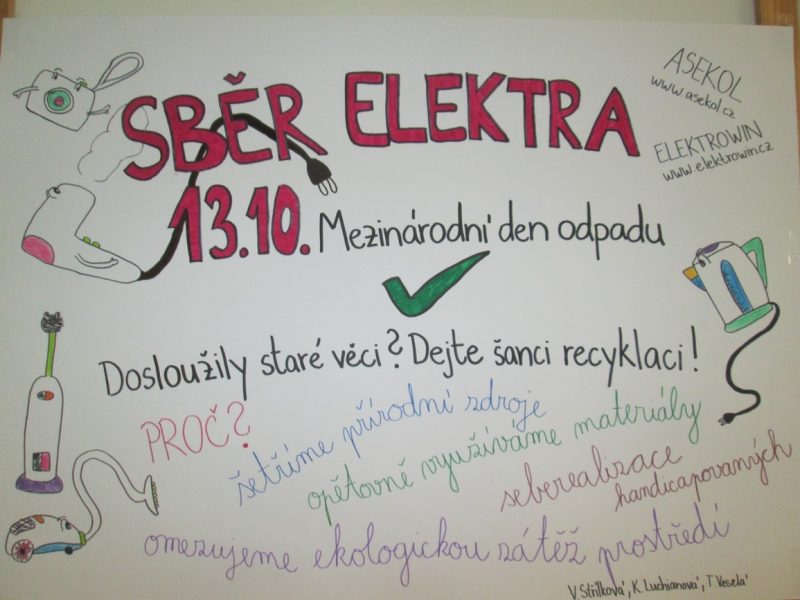 SBĚR ELEKTRA
ASEKOL
www.asekol.cz
ELEKTROWIN
www.elektrowin.cz
13.10. Mezinárodní den odpadu
Dosloužily staré věci? Dejte šanci recyklaci!
PROČ?
šetříme přírodní zdroje
opětovně využíváme materiály
seberealizace
handicapovaných
omezujeme ekologickou zátěž prostředí
V. Střílková, K. Luchianová, T. Veselá